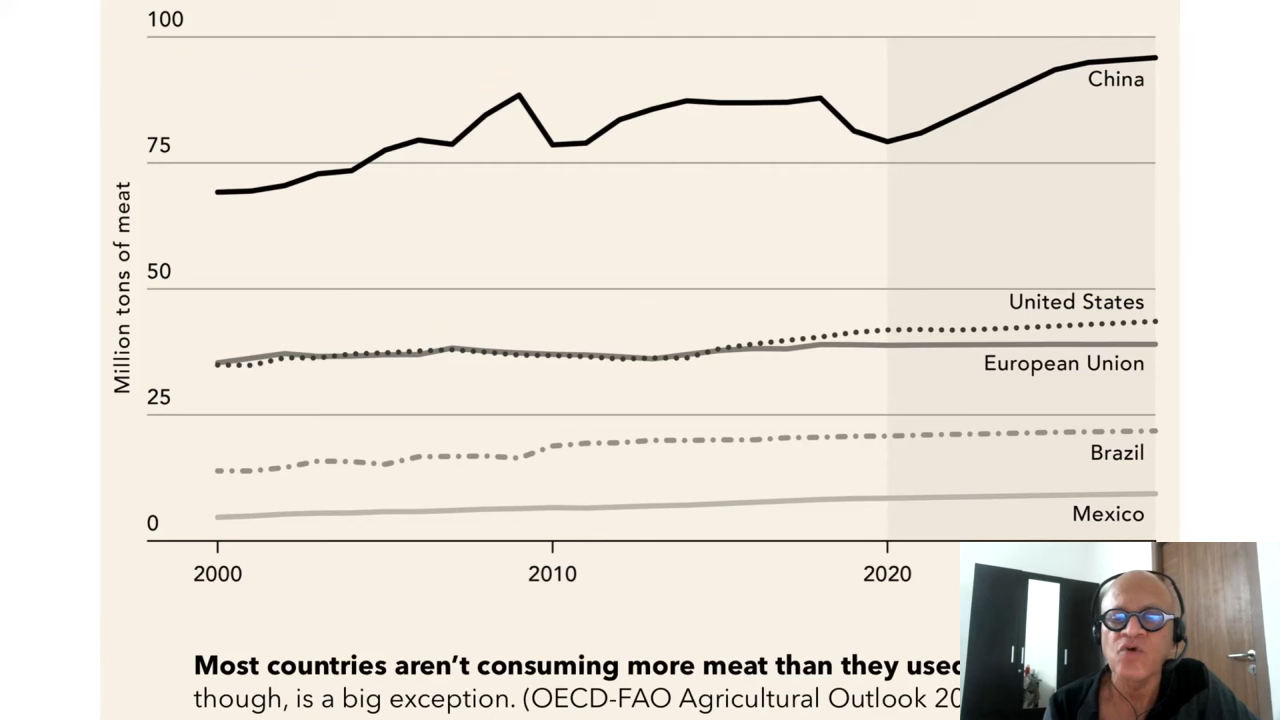 100
China
75
Million tons of meat
50
United States
European Union
25
Brazil
Mexico
0
2000 2010 2020
Most countries aren’t consuming more meat than they used
though, is a big exception. (OECD-FAO Agricultural Outlook 20